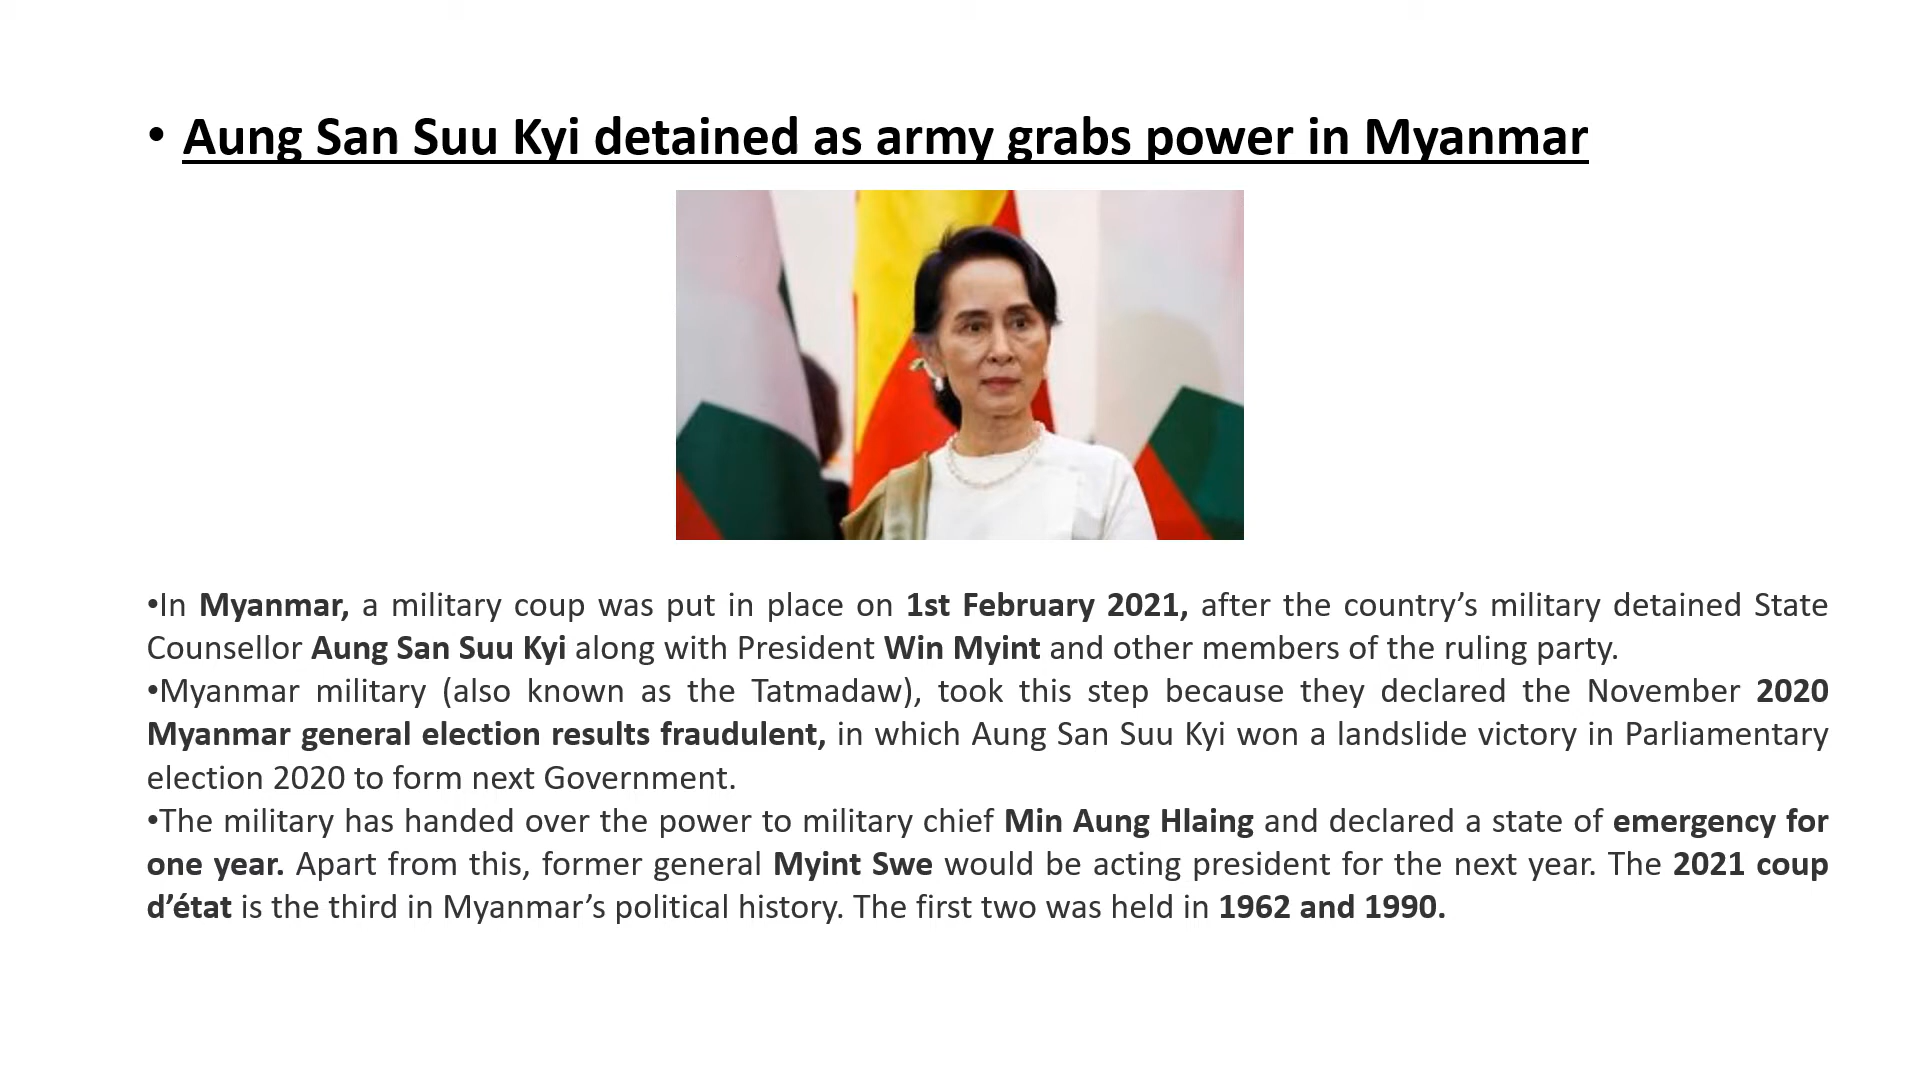 • Aung San Suu Kyi detained as army grabs power in Myanmar
•In Myanmar, a military coup was put in place on 1st February 2021, after the country’s military detained State
Counsellor Aung San Suu Kyi along with President Win Myint and other members of the ruling party.
•Myanmar military (also known as the Tatmadaw), took this step because they declared the November 2020
Myanmar general election results fraudulent, in which Aung San Suu Kyi won a landslide victory in Parliamentary
election 2020 to form next Government.
•The military has handed over the power to military chief Min Aung Hlaing and declared a state of emergency for
one year. Apart from this, former general Myint Swe would be acting president for the next year. The 2021 coup
d’état is the third in Myanmar’s political history. The first two was held in 1962 and 1990.